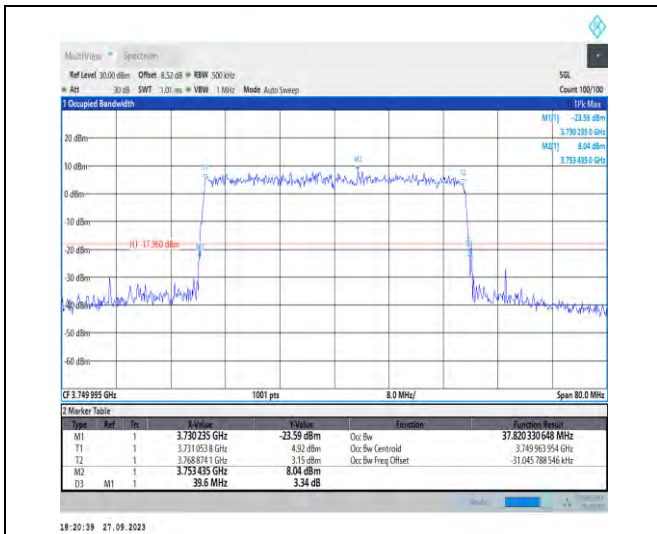 MultiView Spectrum
Ref Level 30.00 dBm Offset 8.52 dB RBW 500 kHz SGL
Att 30 dB SWT 1.01 ms VBW 1 MHz Mode Auto Sweep Count 100/100
1 Occupied Bandwidth 1Pk Max
M1[1] -23.59 dBm
3.730 235 0 GHz
M2[1] 8.04 dBm
3.753 435 0 GHz
20 dBm
10 dBm
0 dBm
-10 dBm
H1 -17.960 dBm
-20 dBm
-30 dBm
-40 dBm
-50 dBm
-60 dBm
M2
T1
M1
CF 3.749 995 GHz 1001 pts 8.0 MHz/ Span 80.0 MHz
2 Marker Table
Type Ref Trc X-Value Y-Value Function Function Result
M1 1 3.730 235 GHz -23.59 dBm Occ Bw 37.820 330 648 MHz
T1 1 3.731 053 8 GHz 4.92 dBm Occ Bw Centroid 3.749 963 954 GHz
T2 1 3.768 874 1 GHz 3.15 dBm Occ Bw Freq Offset -31.045 788 546 kHz
M2 1 3.753 435 GHz 8.04 dBm
D3 M1 1 39.6 MHz 3.34 dB
18:20:39 27.09.2023